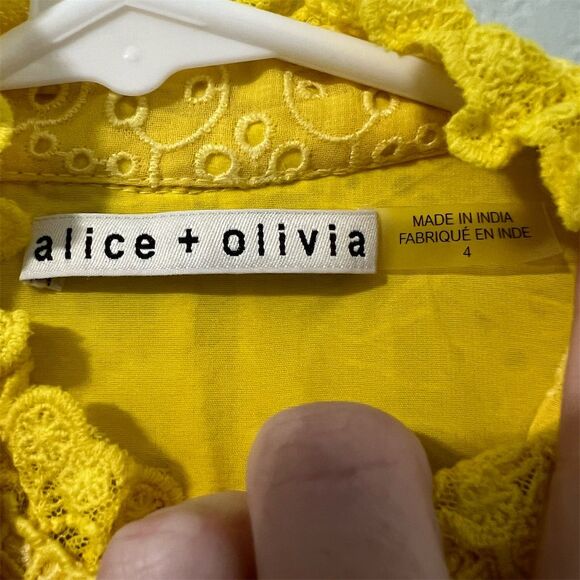 alice + olivia
MADE IN INDIA
FABRIQUÉ EN INDE
4